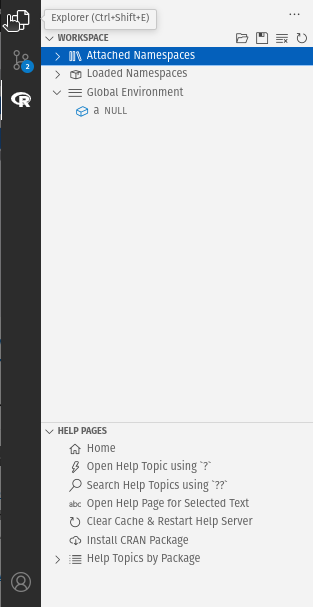 Explorer (Ctrl+Shift+E)
WORKSPACE
Attached Namespaces
2
Loaded Namespaces
R
Global Environment
a NULL
HELP PAGES
Home
Open Help Topic using `?`
Search Help Topics using `??`
abc Open Help Page for Selected Text
Clear Cache & Restart Help Server
Install CRAN Package
Help Topics by Package